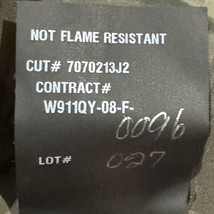 NOT FLAME RESISTANT
CUT# 7070213J2
CONTRACT#
W911QY-08-F-
0096
LOT# 027